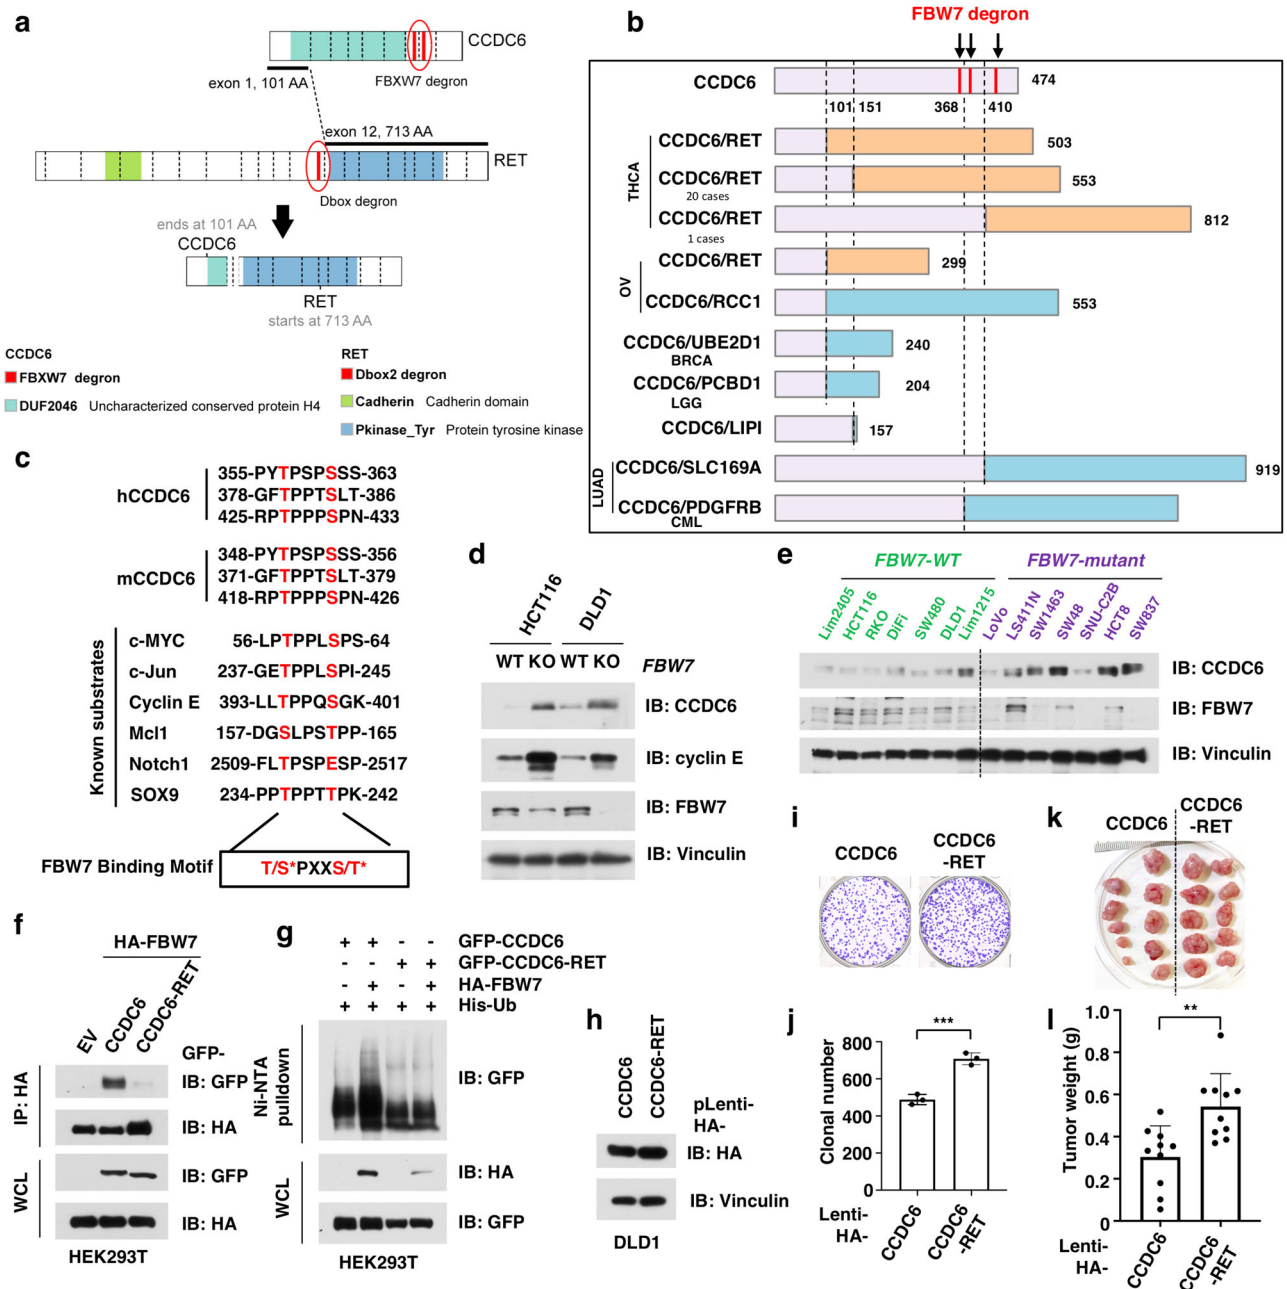 a
CCDC6
FBXW7 degron
exon 1, 101 AA
exon 12, 713 AA
RET
Dbox degron
ends at 101 AA
CCDC6
RET
starts at 713 AA
CCDC6
FBXW7 degron
DUF2046 Uncharacterized conserved protein H4
RET
Dbox2 degron
Cadherin Cadherin domain
Pkinase_Tyr Protein tyrosine kinase
b
FBW7 degron
CCDC6 474
101 151 368 410
THCA
CCDC6/RET 503
CCDC6/RET 553
20 cases
CCDC6/RET 812
1 cases
OV
CCDC6/RET 299
CCDC6/RCC1 553
CCDC6/UBE2D1 240
BRCA
CCDC6/PCBD1 204
LGG
CCDC6/LIPI 157
LUAD
CCDC6/SLC169A 919
CCDC6/PDGFRB
CML
c
hCCDC6
355-PYTPSPSSS-363
378-GFTPPTSLT-386
425-RPTPPPSPN-433
mCCDC6
348-PYTPSPSSS-356
371-GFTPPTSLT-379
418-RPTPPPSPN-426
Known substrates
c-MYC 56-LPTPPLSPS-64
c-Jun 237-GETPPLSPI-245
Cyclin E 393-LLTPPQSGK-401
Mcl1 157-DGSLPSTPP-165
Notch1 2509-FLTPSPESP-2517
SOX9 234-PPTPPTTPK-242
FBW7 Binding Motif T/S*PXXS/T*
d
HCT116 DLD1
WT KO WT KO FBW7
IB: CCDC6
IB: cyclin E
IB: FBW7
IB: Vinculin
e
FBW7-WT FBW7-mutant
Lim2405 HCT116 RKO DiFi SW480 DLD1 Lim1215 LoVo LS411N SW1463 SW48 SNU-C2B HCT8 SW837
IB: CCDC6
IB: FBW7
IB: Vinculin
f
HA-FBW7
EV CCDC6 CCDC6-RET GFP-
IP: HA
IB: GFP
IB: HA
WCL
IB: GFP
IB: HA
HEK293T
g
+ + - - GFP-CCDC6
- - + + GFP-CCDC6-RET
- + - + HA-FBW7
+ + + + His-Ub
Ni-NTA
pulldown
IB: GFP
WCL
IB: HA
IB: GFP
HEK293T
h
CCDC6 CCDC6-RET
pLenti-
HA-
IB: HA
IB: Vinculin
DLD1
i
CCDC6 CCDC6
-RET
j
***
Clonal number
800
600
400
200
0
Lenti-
HA-
CCDC6 CCDC6
-RET
k
CCDC6 CCDC6
-RET
l
**
Tumor weight (g)
1.0
0.8
0.6
0.4
0.2
0
Lenti-
HA-
CCDC6 CCDC6
-RET